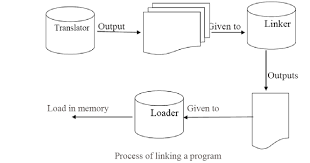 Translator
Output
Given to
Linker
Outputs
Load in memory
Loader
Given to
Process of linking a program